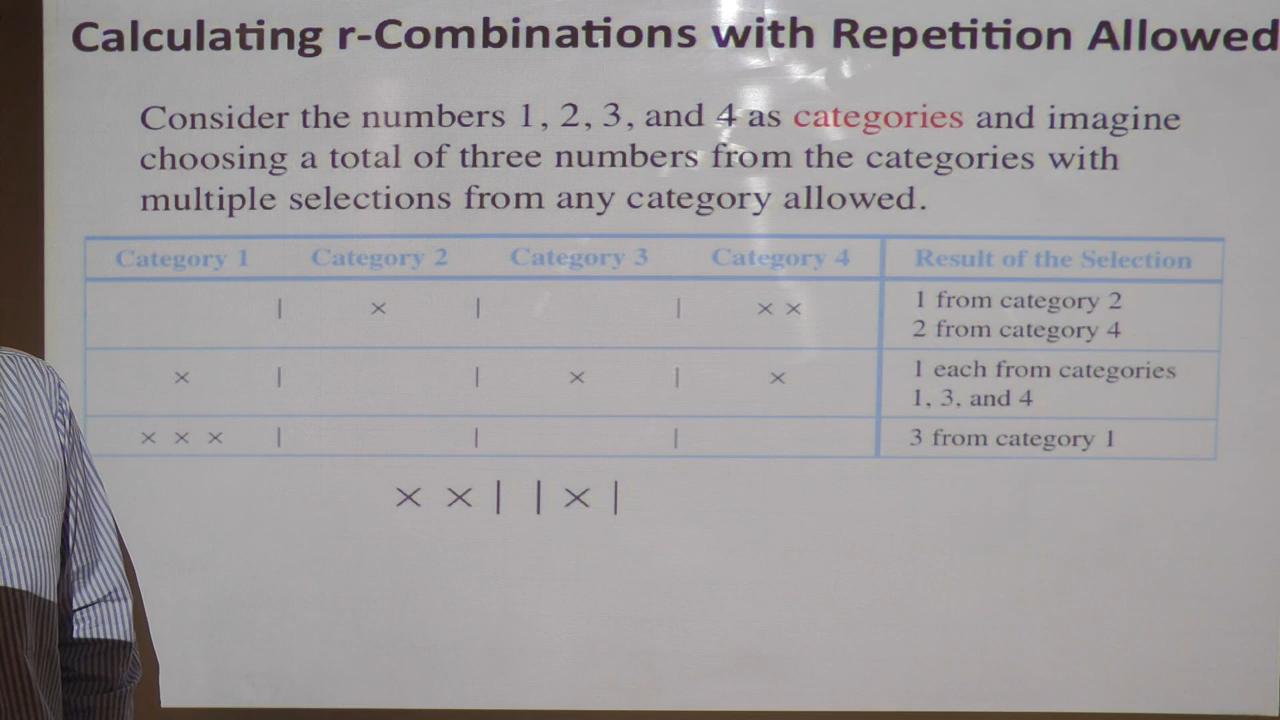 Calculating r-Combinations with Repetition Allowed
Consider the numbers 1, 2, 3, and 4 as categories and imagine
choosing a total of three numbers from the categories with
multiple selections from any category allowed.
Category 1 Category 2 Category 3 Category 4 Result of the Selection
| × | | × × 1 from category 2
2 from category 4
× | | × | × 1 each from categories
1, 3, and 4
× × × | | | 3 from category 1
× × | | × |